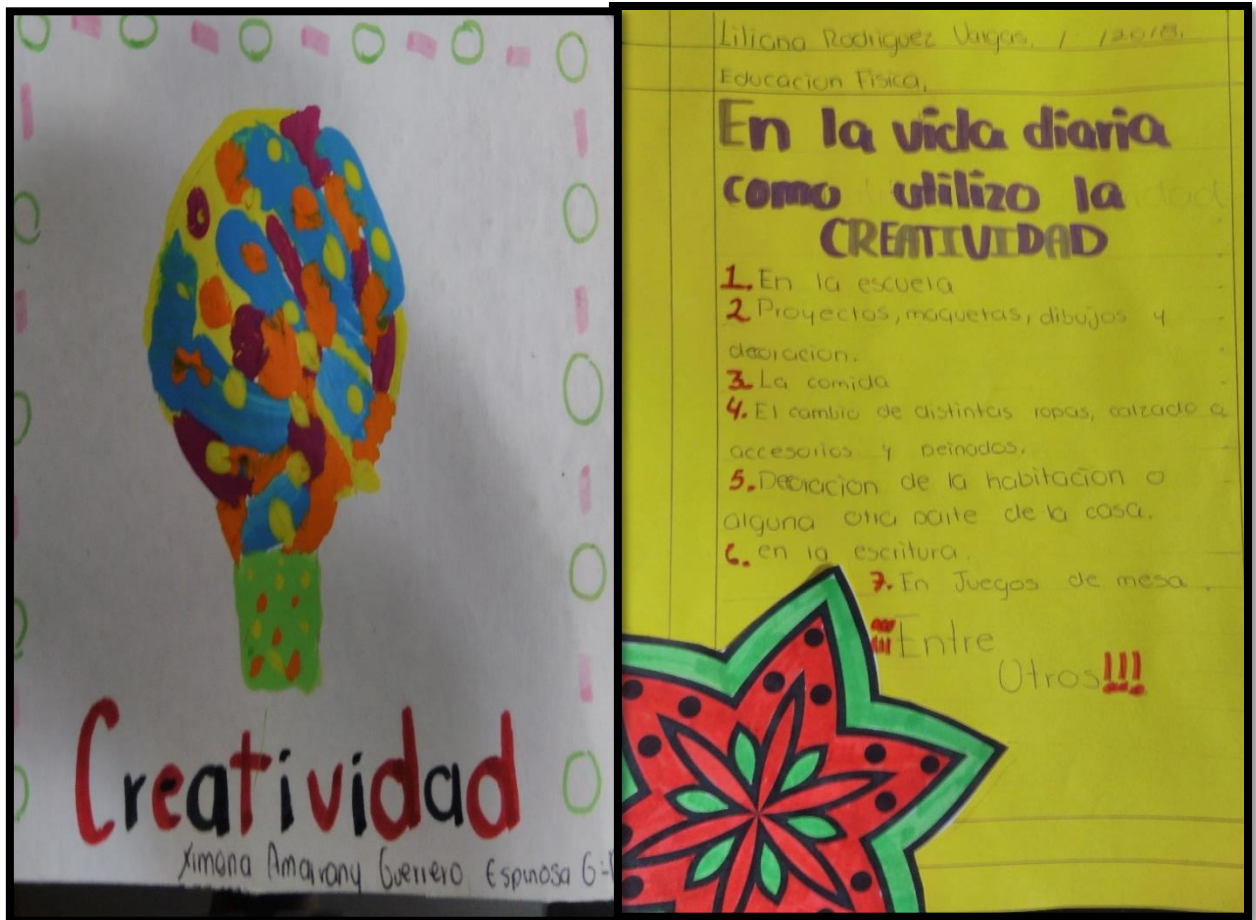 Creatividad
Ximena Amairany Guerrero Espinosa
Liliana Rodriguez Vargas. / /2018.
Educacion Fisica,
En la vida diaria
como utilizo la
CREATIVIDAD
1. En la escuela
2 Proyectos, maquetas, dibujos y
decoracion.
3. La comida
4. El cambio de distintas ropas, calzado a
accesorios y peinados.
5. Decoracion de la habitacion o
alguna otra parte de la casa.
6. en la escritura.
7. En Juegos de mesa.
¡¡¡Entre
Otros!!!